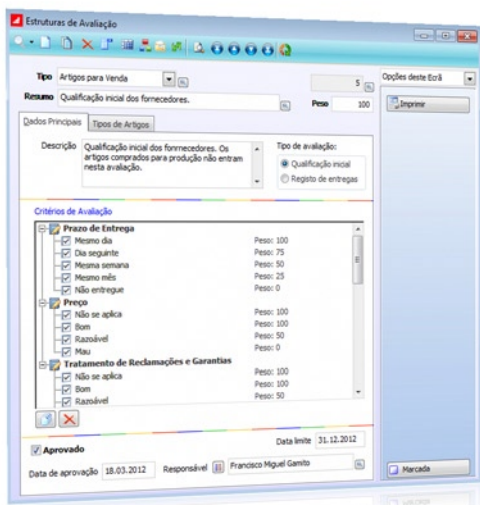 Estruturas de Avaliação
Tipo Artigos para Venda 5
Resumo Qualificação inicial dos fornecedores. Peso 100
Dados Principais Tipos de Artigos
Descrição Qualificação inicial dos fonrnecedores. Os
artigos comprados para produção não entram
nesta avaliação.
Tipo de avaliação:
Qualificação inicial
Registo de entregas
Critérios de Avaliação
Prazo de Entrega
Mesmo dia Peso: 100
Dia seguinte Peso: 75
Mesma semana Peso: 50
Mesmo mês Peso: 25
Não entregue Peso: 0
Preço
Não se aplica Peso: 100
Bom Peso: 100
Razoável Peso: 50
Mau Peso: 0
Tratamento de Reclamações e Garantias
Não se aplica Peso: 100
Bom Peso: 100
Razoável Peso: 50
Aprovado Data limite 31.12.2012
Data de aprovação 18.03.2012 Responsável Francisco Miguel Gamito
Opções deste Ecrã
Imprimir
Marcada